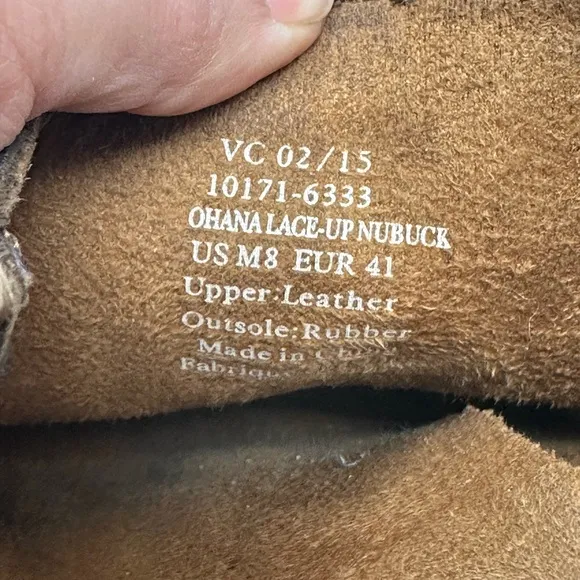 VC 02/15
10171-6333
OHANA LACE-UP NUBUCK
US M8 EUR 41
Upper:Leather
Outsole:Rubber
Made in